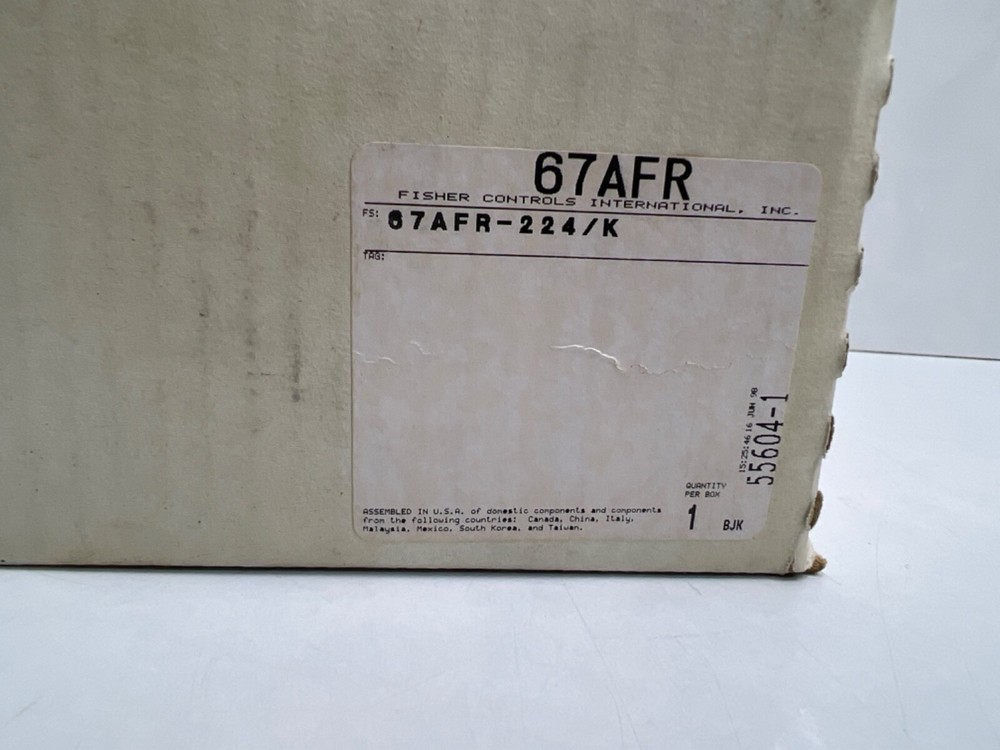 67AFR
FISHER CONTROLS INTERNATIONAL, INC.
FS: 67AFR-224/K
TAG:
15:25:46 16 JUN 98
55604-1
QUANTITY
PER BOX
1 BJK
ASSEMBLED IN U.S.A. of domestic components and components
from the following countries: Canada, China, Italy,
Malaysia, Mexico, South Korea, and Taiwan.